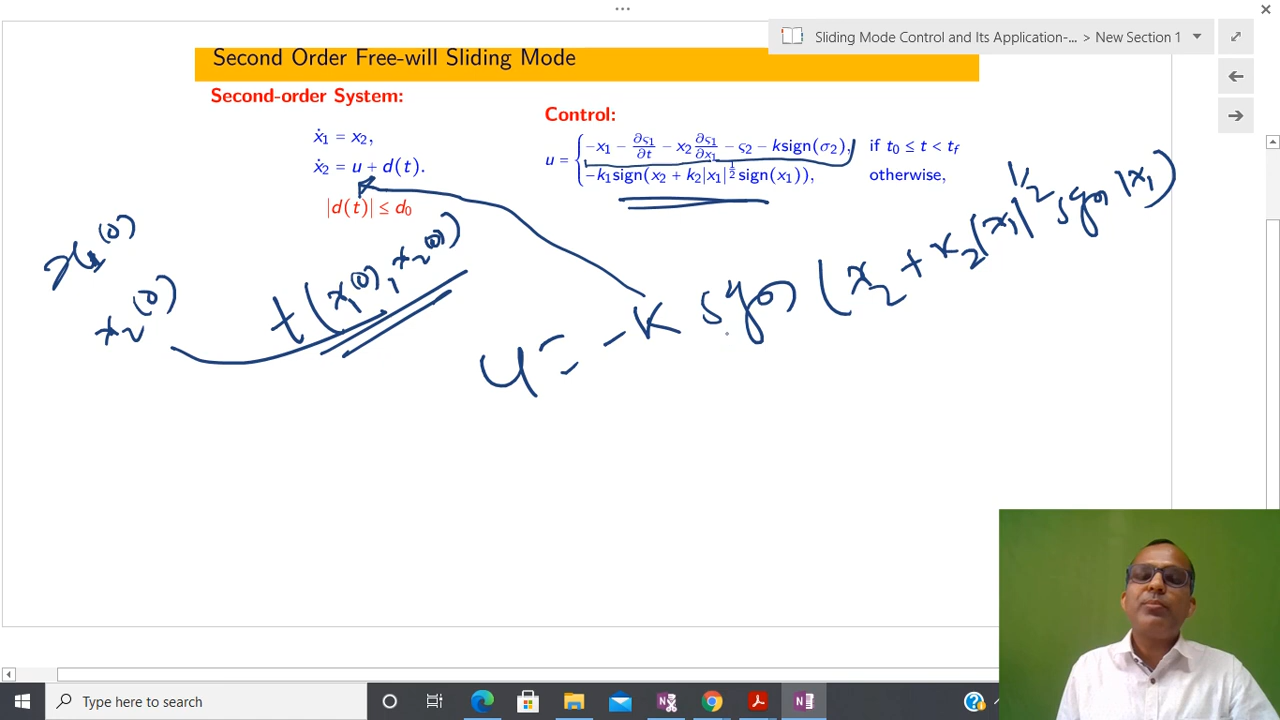 Sliding Mode Control and Its Application-... > New Section 1
Second Order Free-will Sliding Mode
Second-order System:
ẋ₁ = x₂,
ẋ₂ = u + d(t).
|d(t)| ≤ d₀
Control:
u = { −x₁ − ∂ς₁/∂t − x₂ ∂ς₁/∂x₁ − ς₂ − ksign(σ₂), if t₀ ≤ t < t_f
−k₁sign(x₂ + k₂|x₁|^½ sign(x₁)), otherwise,
x₁(0)
x₂(0)
t(x₁(0), x₂(0))
u = −K sgn(x₂ + K₂|x₁|^1/2 sgn(x₁)
Type here to search